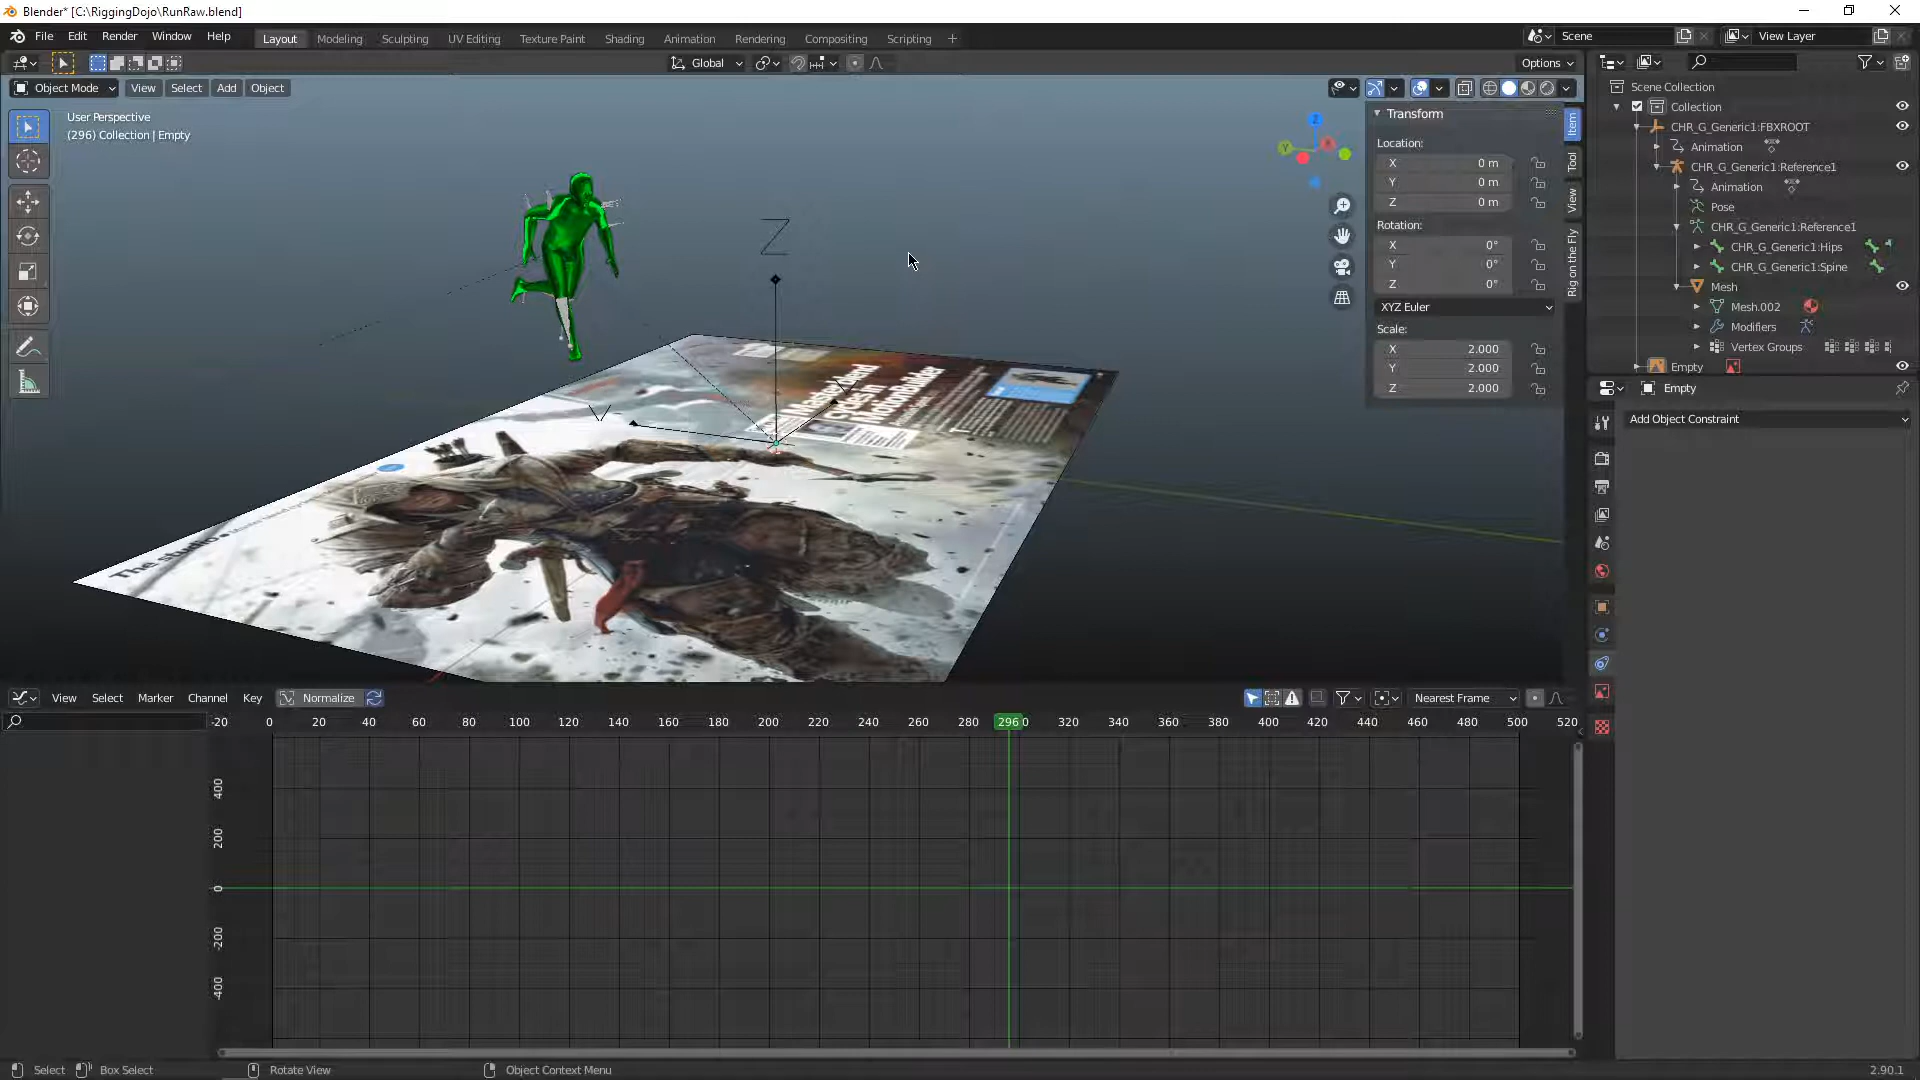 Blender* [C:\RiggingDojo\RunRaw.blend]
File Edit Render Window Help Layout Modeling Sculpting UV Editing Texture Paint Shading Animation Rendering Compositing Scripting + Scene View Layer
Global Options
Object Mode View Select Add Object
User Perspective
(296) Collection | Empty
Z
Y
X
Transform
Location:
X 0 m
Y 0 m
Z 0 m
Rotation:
X 0°
Y 0°
Z 0°
XYZ Euler
Scale:
X 2.000
Y 2.000
Z 2.000
Item
Tool
View
Rig on the Fly
Scene Collection
Collection
CHR_G_Generic1:FBXROOT
Animation
CHR_G_Generic1:Reference1
Animation
Pose
CHR_G_Generic1:Reference1
CHR_G_Generic1:Hips
CHR_G_Generic1:Spine
Mesh
Mesh.002
Modifiers
Vertex Groups
Empty
Empty
Add Object Constraint
View Select Marker Channel Key Normalize Nearest Frame
-20 0 20 40 60 80 100 120 140 160 180 200 220 240 260 280 296 0 320 340 360 380 400 420 440 460 480 500 520
400
200
0
-200
-400
Select Box Select Rotate View Object Context Menu 2.90.1